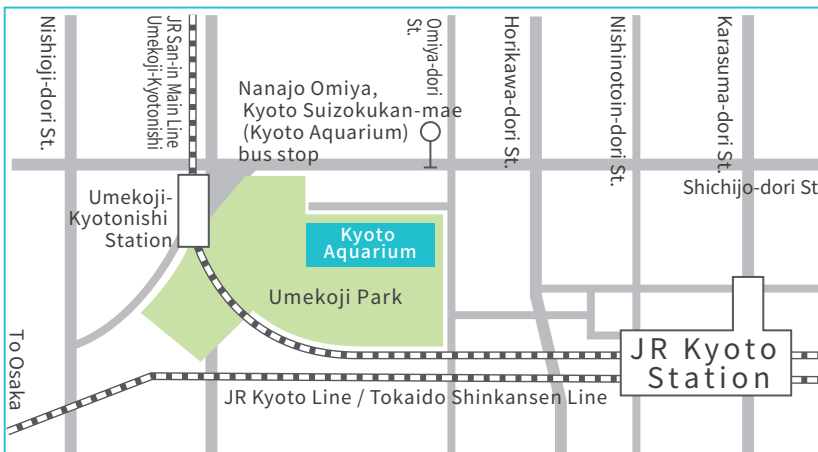 Nishioji-dori St.
JR San-in Main Line
Umekoji-Kyotonishi
Omiya-dori
St.
Horikawa-dori St.
Nishinotoin-dori St.
Karasuma-dori St.
Nanajo Omiya,
Kyoto Suizokukan-mae
(Kyoto Aquarium)
bus stop
Shichijo-dori St
Umekoji-
Kyotonishi
Station
Kyoto
Aquarium
Umekoji Park
To Osaka
JR Kyoto
Station
JR Kyoto Line / Tokaido Shinkansen Line